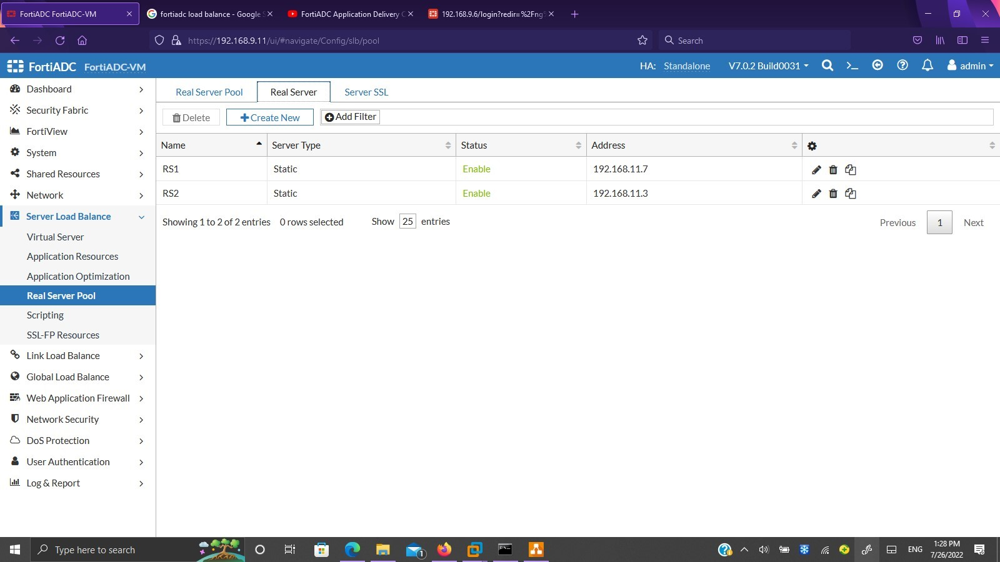 FortiADC FortiADC-VM
fortiadc load balance - Google S
FortiADC Application Delivery C
192.168.9.6/login?redir=%2Fng%
https://192.168.9.11/ui/#navigate/Config/slb/pool
Search
FortiADC FortiADC-VM
HA: Standalone V7.0.2 Build0031 admin
Dashboard
Security Fabric
FortiView
System
Shared Resources
Network
Server Load Balance
Virtual Server
Application Resources
Application Optimization
Real Server Pool
Scripting
SSL-FP Resources
Link Load Balance
Global Load Balance
Web Application Firewall
Network Security
DoS Protection
User Authentication
Log & Report
Real Server Pool Real Server Server SSL
Delete Create New Add Filter
Name Server Type Status Address
RS1 Static Enable 192.168.11.7
RS2 Static Enable 192.168.11.3
Showing 1 to 2 of 2 entries 0 rows selected Show 25 entries Previous 1 Next
Type here to search
1
ENG
1:28 PM
7/26/2022